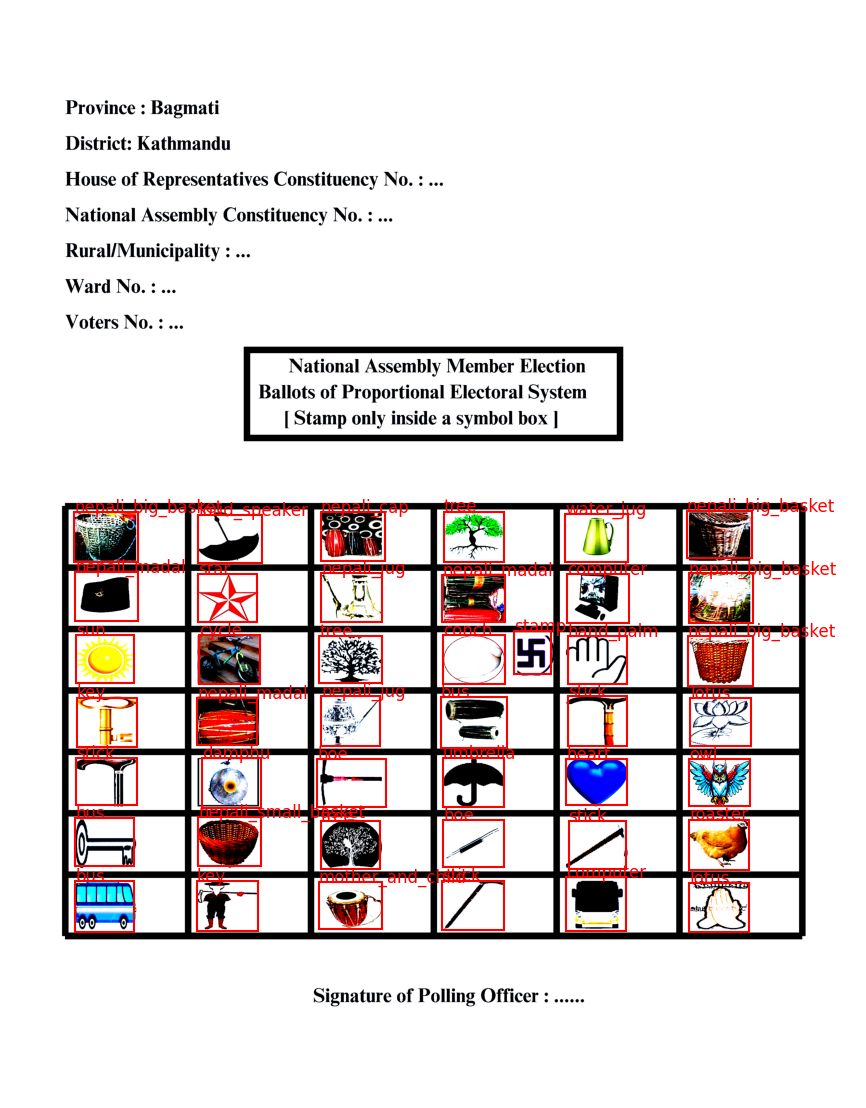 Province : Bagmati
District: Kathmandu
House of Representatives Constituency No. : ...
National Assembly Constituency No. : ...
Rural/Municipality : ...
Ward No. : ...
Voters No. : ...
National Assembly Member Election
Ballots of Proportional Electoral System
[ Stamp only inside a symbol box ]
nepali_big_basket
nepali_cap
tree
water_jug
nepali_big_basket
nepali_madal
star
nepali_jug
nepali_madal
computer
nepali_big_basket
sun
cycle
tree
conch
stamp
hand_palm
nepali_big_basket
key
nepali_madal
nepali_jug
bus
stick
lotus
stick
damphu
hoe
umbrella
heart
owl
bus
nepali_small_basket
hoe
stick
roaster
bus
key
mother_and_child
stick
computer
lotus
Signature of Polling Officer : ......